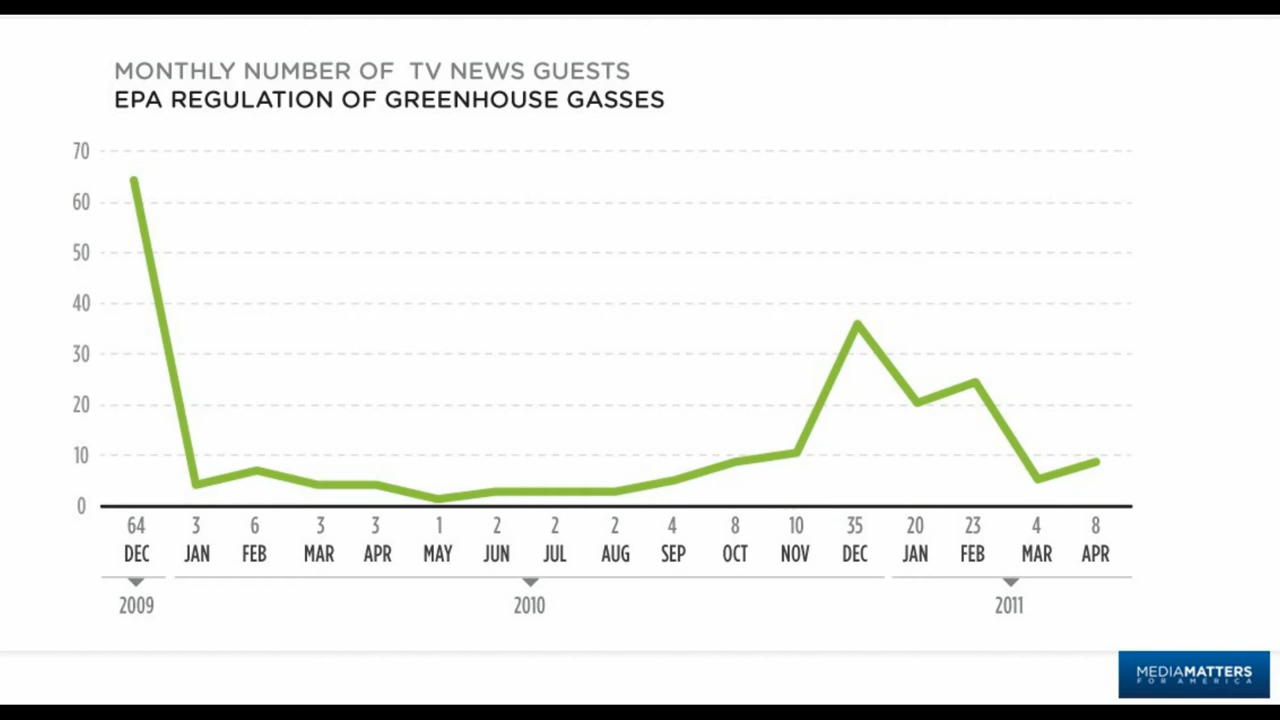 MONTHLY NUMBER OF TV NEWS GUESTS
EPA REGULATION OF GREENHOUSE GASSES
70
60
50
40
30
20
10
0
64 3 6 3 3 1 2 2 2 4 8 10 35 20 23 4 8
DEC JAN FEB MAR APR MAY JUN JUL AUG SEP OCT NOV DEC JAN FEB MAR APR
2009 2010 2011
MEDIAMATTERS
FOR AMERICA